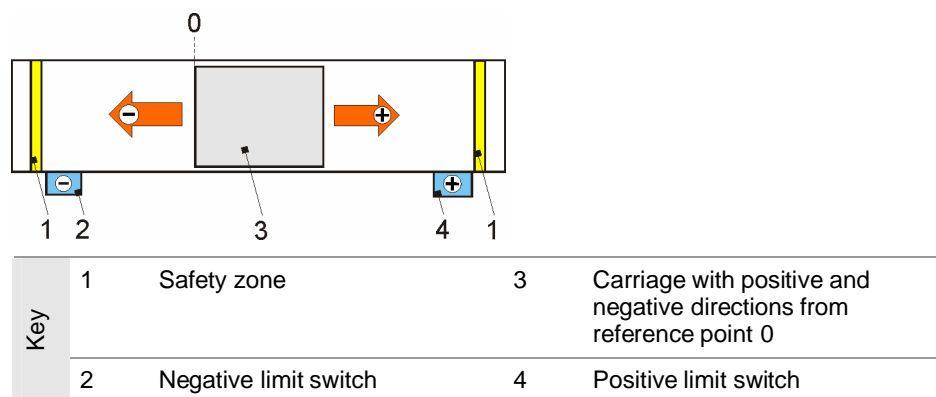 0
− +
− +
1 2 3 4 1
Key
1 Safety zone 3 Carriage with positive and
negative directions from
reference point 0
2 Negative limit switch 4 Positive limit switch